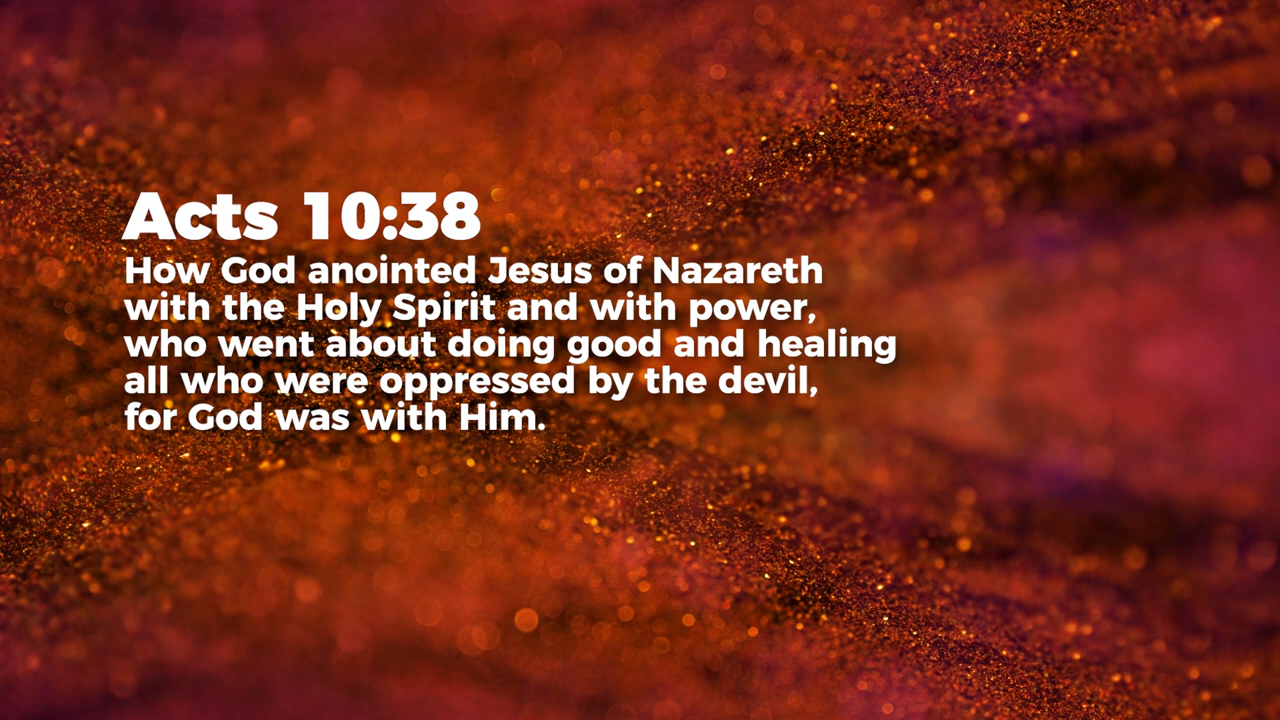 Acts 10:38
How God anointed Jesus of Nazareth
with the Holy Spirit and with power,
who went about doing good and healing
all who were oppressed by the devil,
for God was with Him.